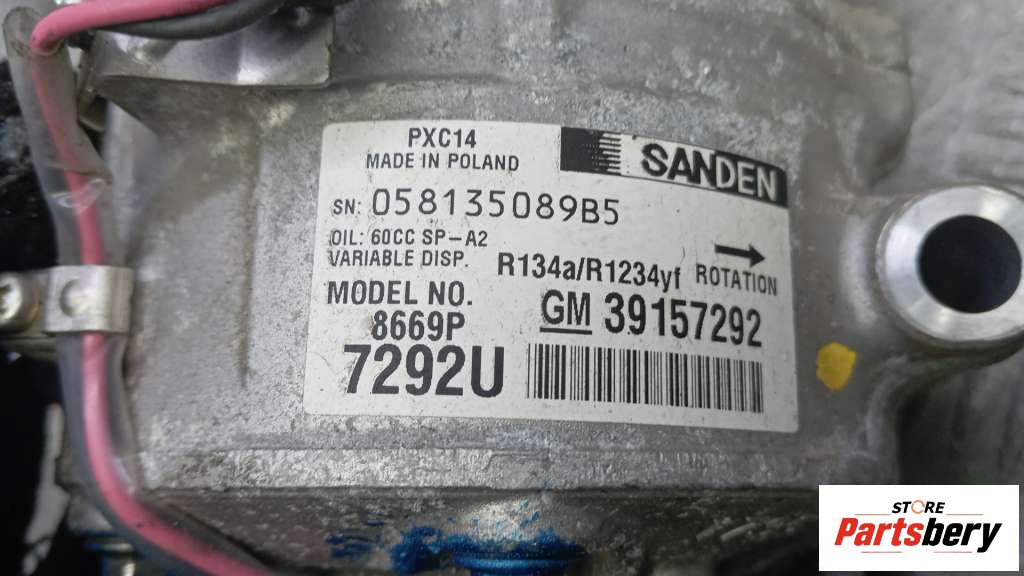 PXC14
MADE IN POLAND
SANDEN
SN: 058135089B5
OIL: 60CC SP-A2
VARIABLE DISP.
R134a/R1234yf
ROTATION
MODEL NO.
8669P
GM 39157292
7292U
STORE
Partsbery